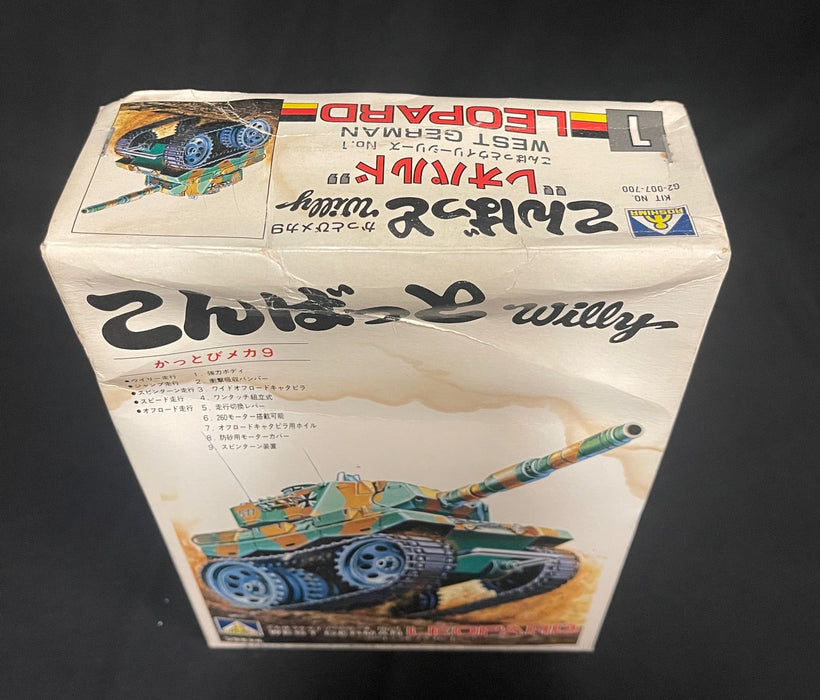 LEOPARD
WEST GERMAN
1
こんばっとウイリーシリーズ No.1
"レオパルド"
KIT NO.
G2-007-700
かっとびメカ9
こんばっと Willy
AOSHIMA
こんばっと Willy
かっとびメカ9
●ウイリー走行
●ジャンプ走行
●スピンターン走行
●スピード走行
●オフロード走行
1．強力ボディ
2．衝撃吸収バンパー
3．ワイドオフロードキャタピラ
4．ワンタッチ組立式
5．走行切換レバー
6．260モーター搭載可能
7．オフロードキャタピラ用ホイル
8．防砂用モーターカバー
9．スピンターン装置